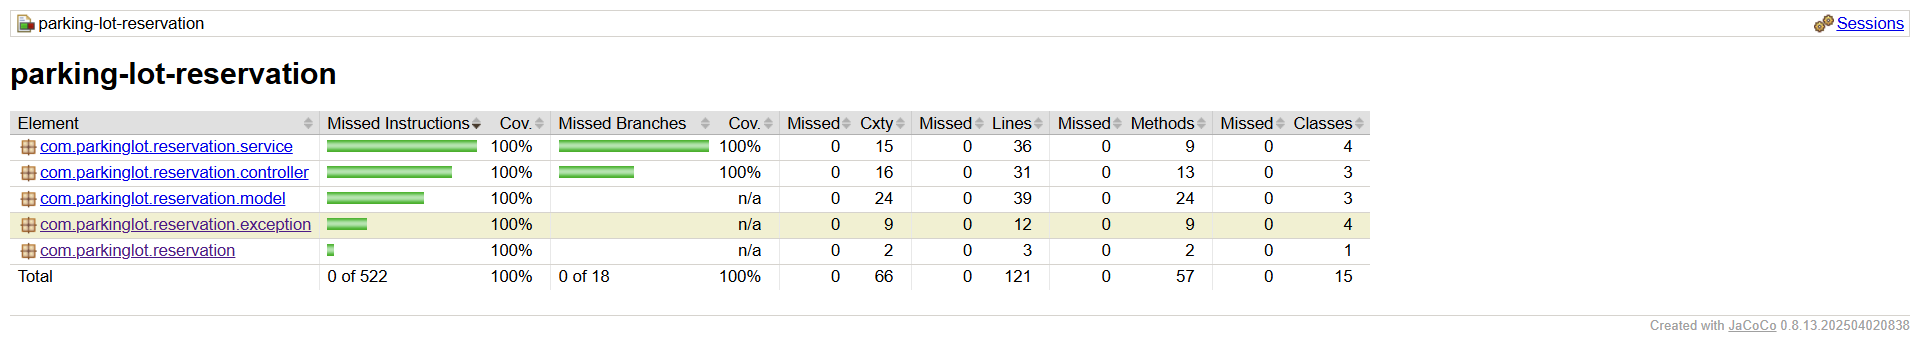 parking-lot-reservation Sessions
parking-lot-reservation
Element Missed Instructions Cov. Missed Branches Cov. Missed Cxty Missed Lines Missed Methods Missed Classes
com.parkinglot.reservation.service 100% 100% 0 15 0 36 0 9 0 4
com.parkinglot.reservation.controller 100% 100% 0 16 0 31 0 13 0 3
com.parkinglot.reservation.model 100% n/a 0 24 0 39 0 24 0 3
com.parkinglot.reservation.exception 100% n/a 0 9 0 12 0 9 0 4
com.parkinglot.reservation 100% n/a 0 2 0 3 0 2 0 1
Total 0 of 522 100% 0 of 18 100% 0 66 0 121 0 57 0 15
Created with JaCoCo 0.8.13.202504020838